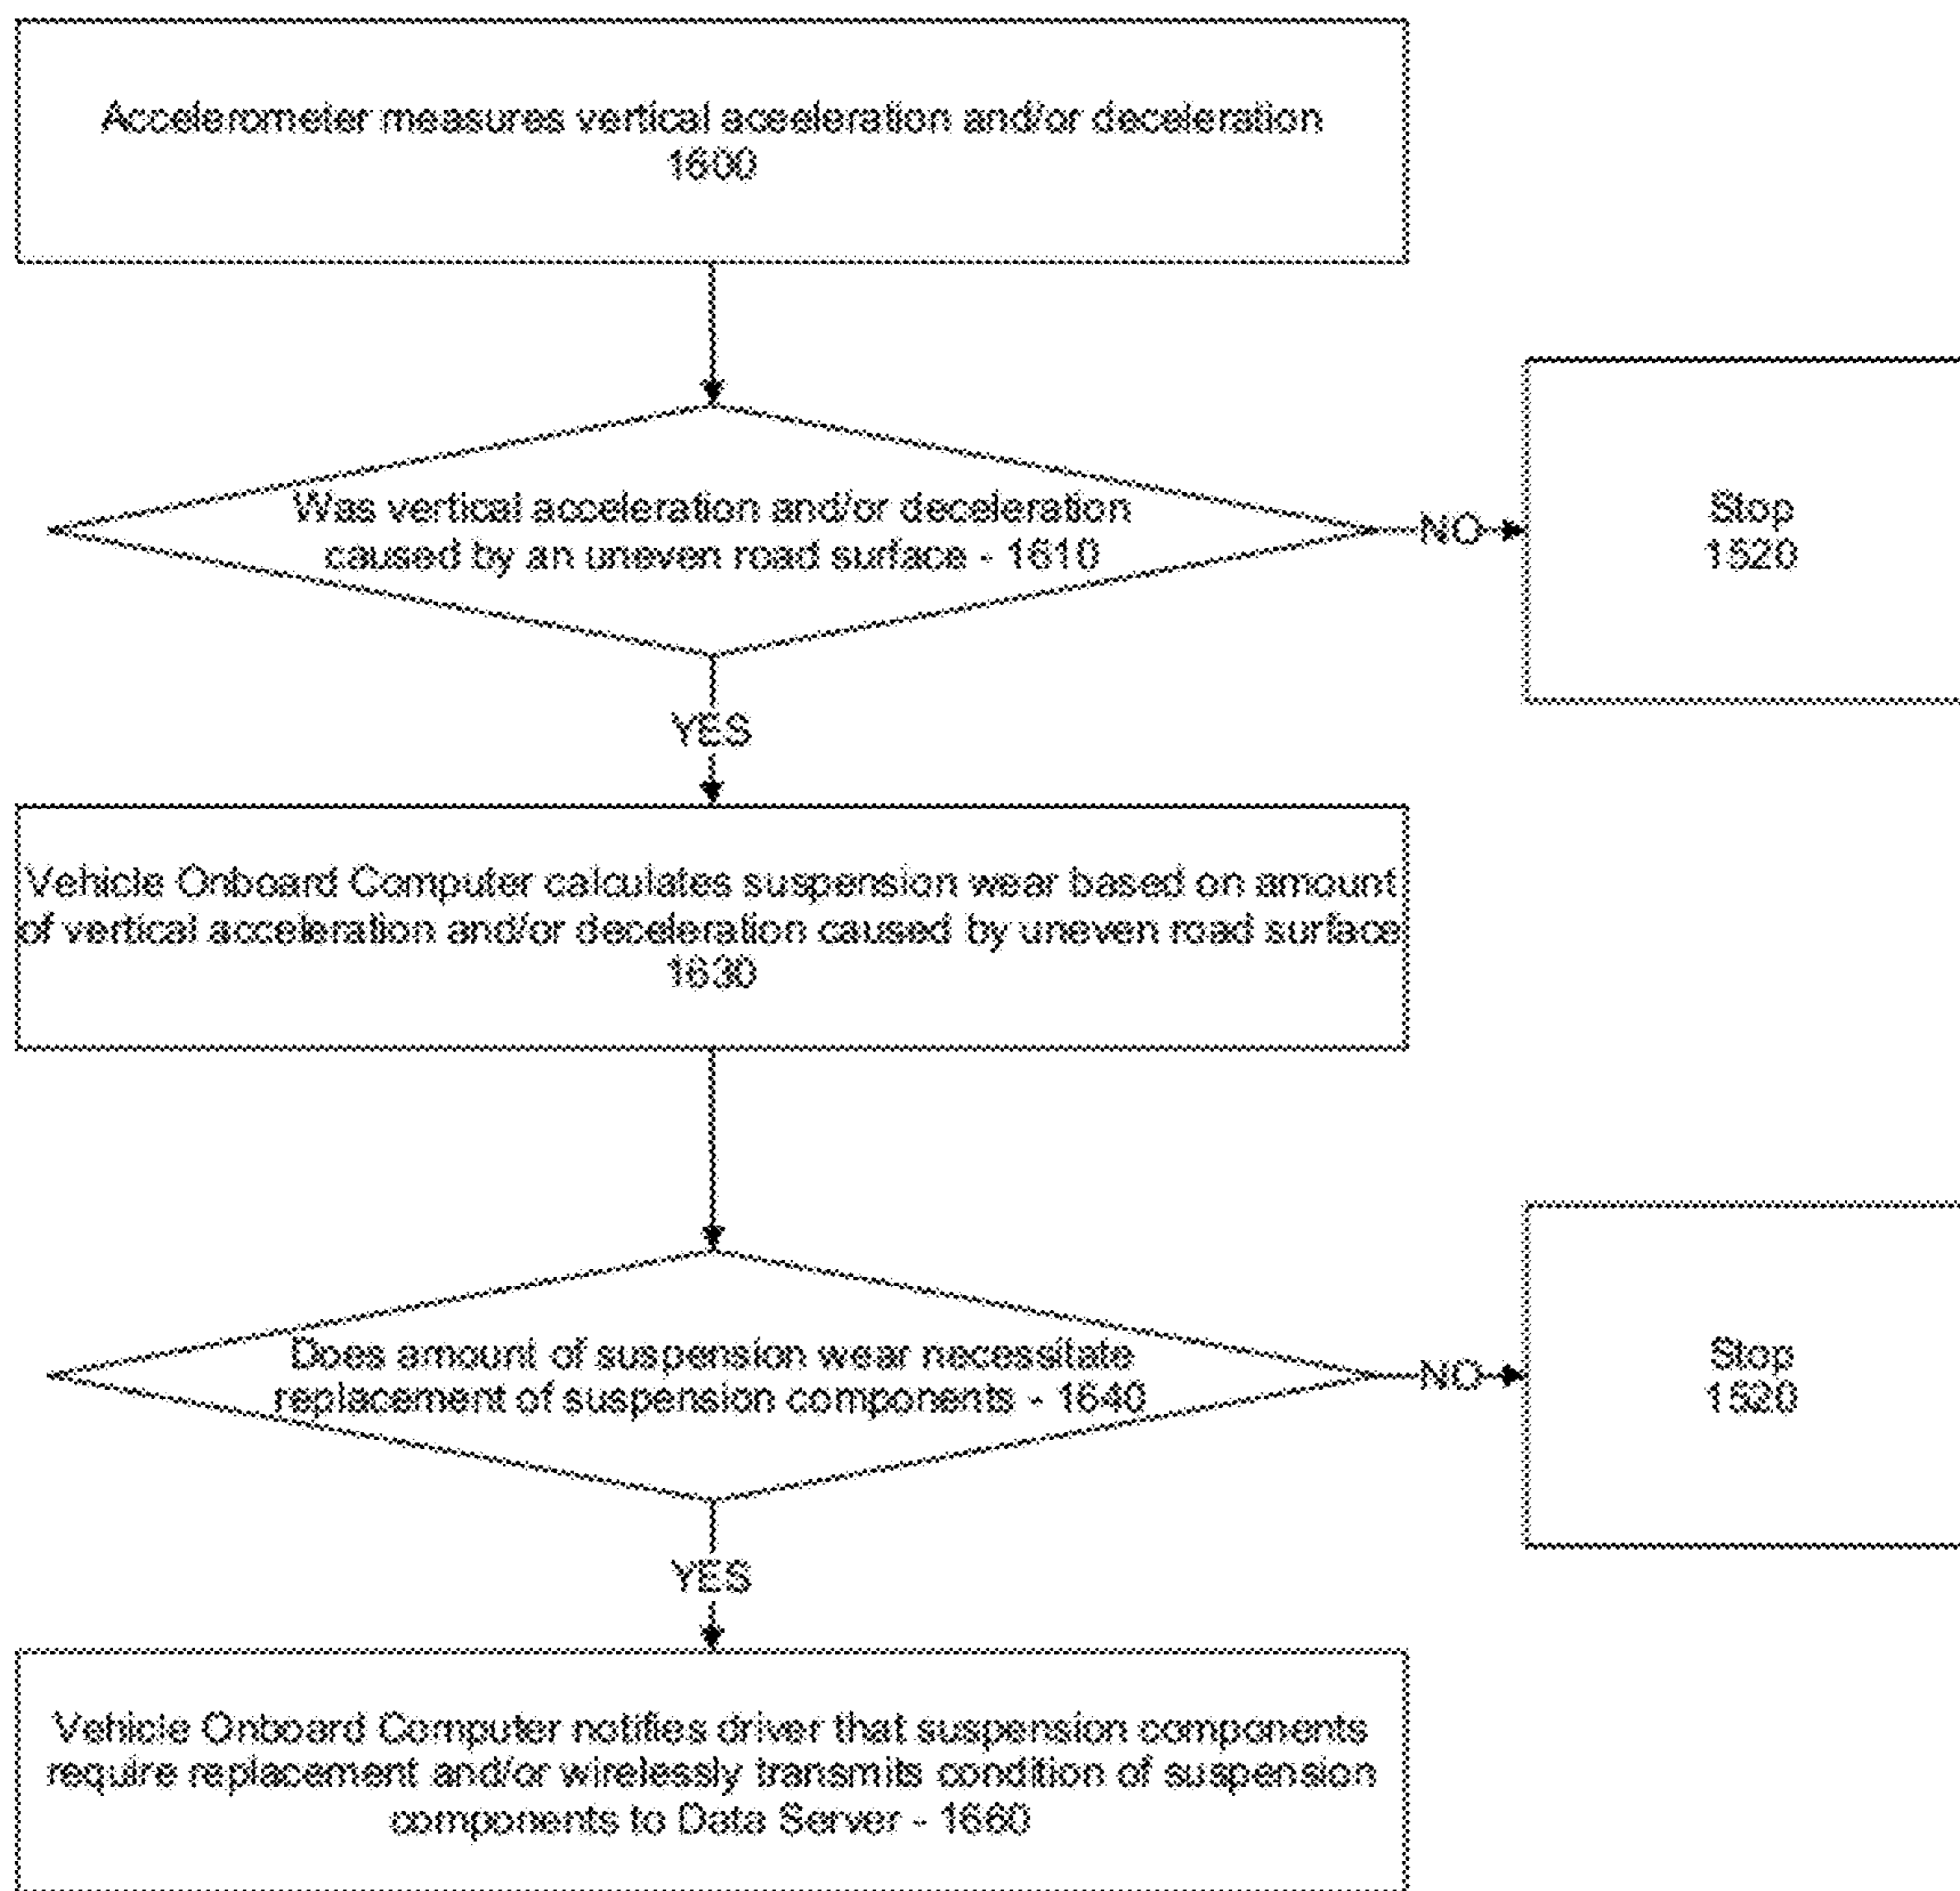 Accelerometer measures vertical aceeleration and/or deceleration
1600
Was vertical acceleration and/or deceleration
caused by an uneven road surface - 1610
NO
Stop
1520
YES
Vehicle Onboard Computer calculates suspension wear based on amount
of vertical acceleration and/or deceleration caused by uneven road surface
1630
Does amount of suspension wear necessitate
replacement of suspension components - 1640
NO
Stop
1520
YES
Vehicle Onboard Computer notifies driver that suspension components
require replacement and/or wirelessly transmits condition of suspension
components to Data Server - 1660